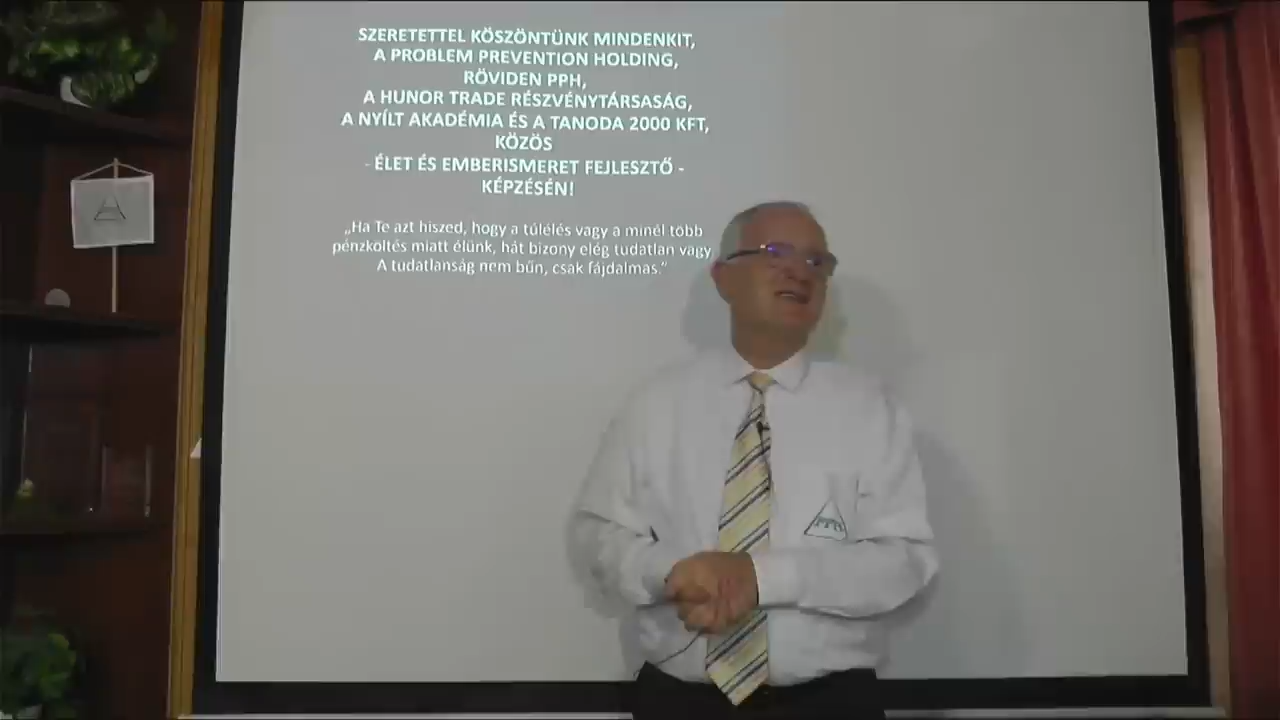 SZERETETTEL KÖSZÖNTÜNK MINDENKIT,
A PROBLEM PREVENTION HOLDING,
RÖVIDEN PPH,
A HUNOR TRADE RÉSZVÉNYTÁRSASÁG,
A NYÍLT AKADÉMIA ÉS A TANODA 2000 KFT,
KÖZÖS
- ÉLET ÉS EMBERISMERET FEJLESZTŐ -
KÉPZÉSÉN!
„Ha Te azt hiszed, hogy a túlélés vagy a minél több
pénzköltés miatt élünk, hát bizony elég tudatlan vagy
A tudatlanság nem bűn, csak fájdalmas.”